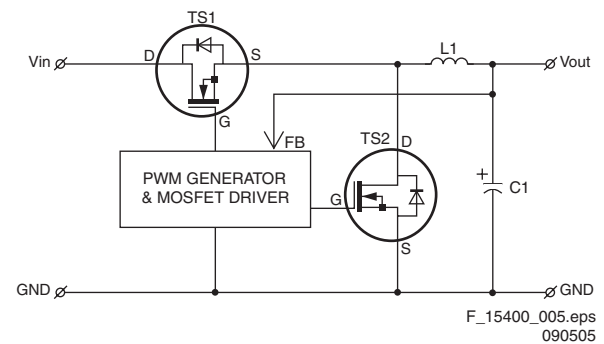 TS1
L1
Vin
D
S
Vout
G
FB
TS2
D
PWM GENERATOR
& MOSFET DRIVER
G
+
C1
S
GND
GND
F_15400_005.eps
090505